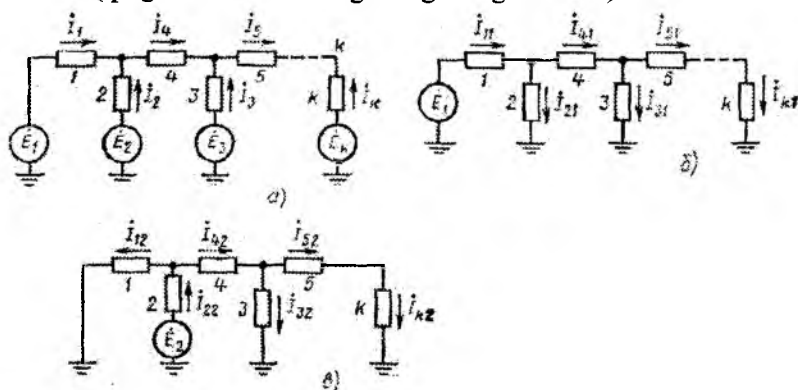 İ₁ İ₄ İ₅ k
1 4 5
2 İ₂ 3 İ₃ k İₖ
Ė₁ Ė₂ Ė₃ Ėₖ
а)
İ₁₁ İ₄₁ İ₅₁
1 4 5
Ė₁ 2 İ₂₁ 3 İ₃₁ k İₖ₁
б)
İ₁₂ İ₄₂ İ₅₂
1 4 5
2 İ₂₂ 3 İ₃₂ k İₖ₂
Ė₂
в)